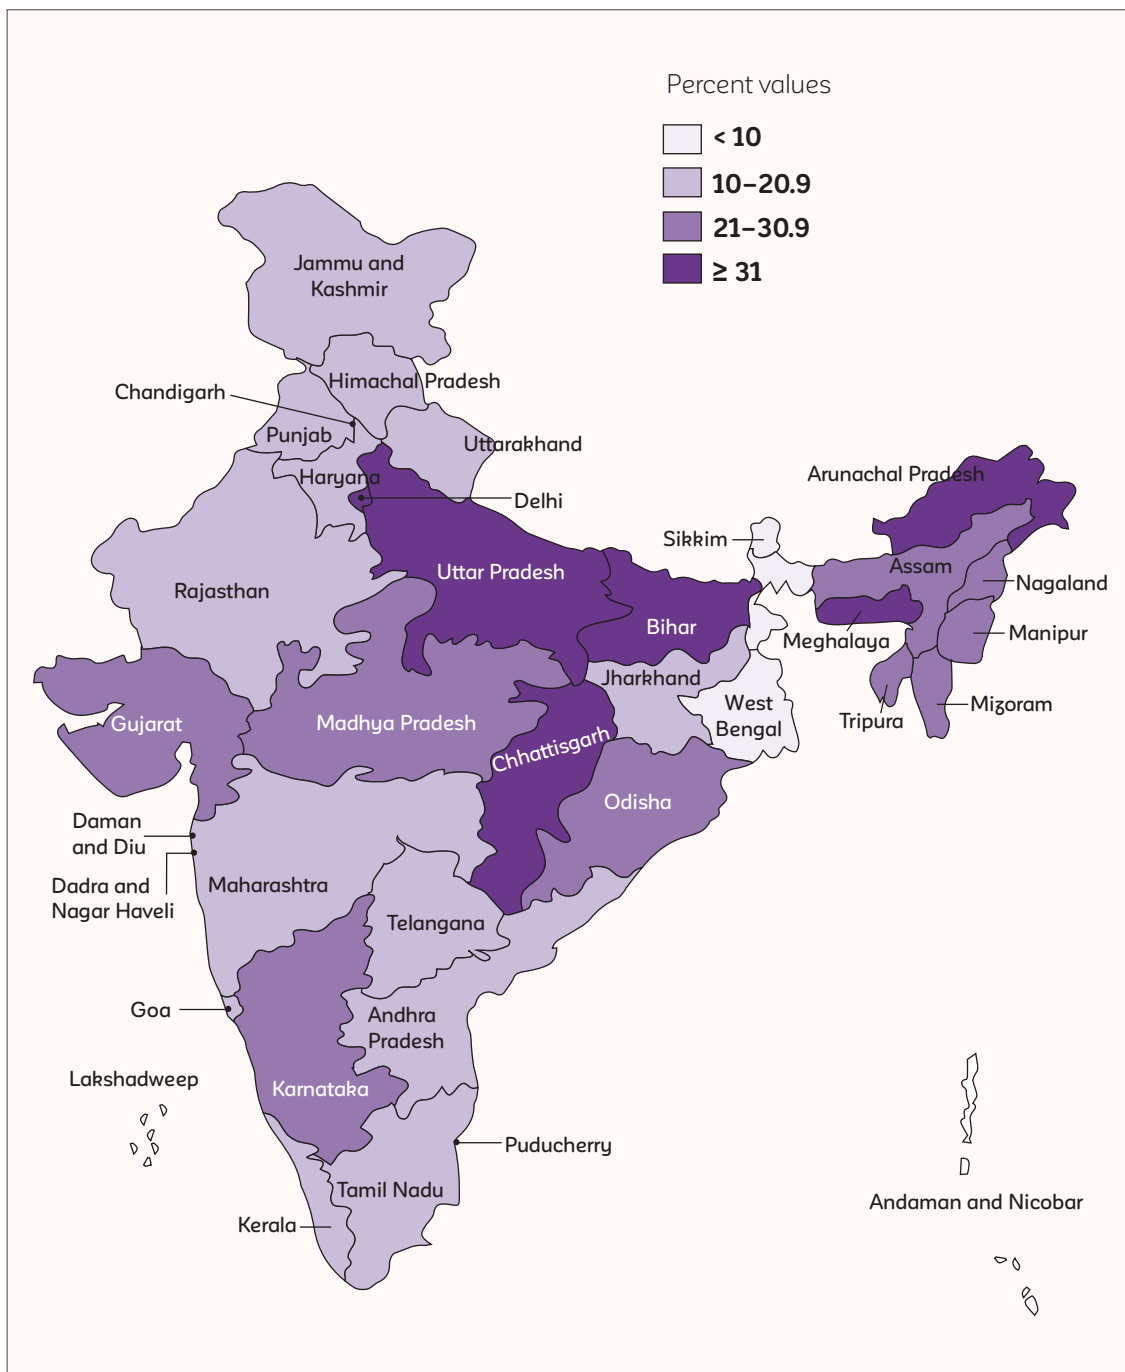 Percent values
< 10
10–20.9
21–30.9
≥ 31
Jammu and
Kashmir
Himachal Pradesh
Chandigarh
Punjab
Uttarakhand
Haryana
Delhi
Arunachal Pradesh
Sikkim
Uttar Pradesh
Assam
Nagaland
Rajasthan
Bihar
Meghalaya
Manipur
Jharkhand
West
Bengal
Tripura
Mizoram
Gujarat
Madhya Pradesh
Chhattisgarh
Odisha
Daman
and Diu
Dadra and
Nagar Haveli
Maharashtra
Telangana
Goa
Andhra
Pradesh
Lakshadweep
Karnataka
Puducherry
Tamil Nadu
Andaman and Nicobar
Kerala